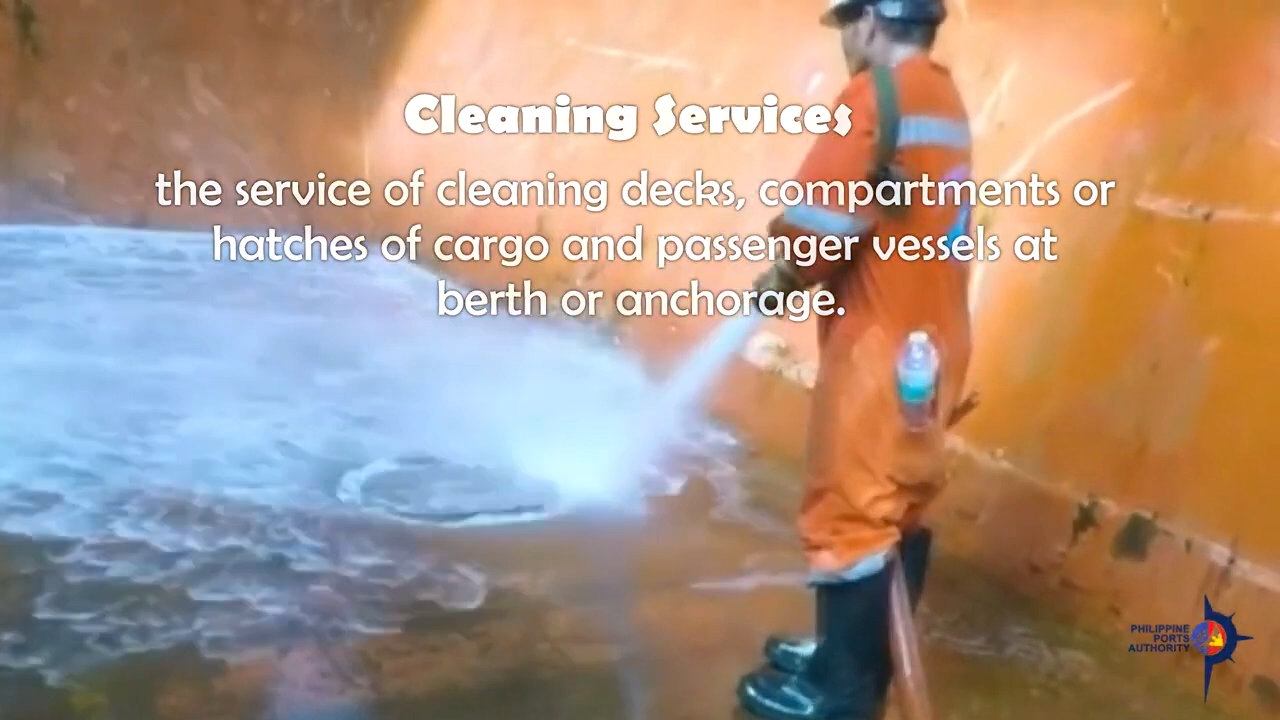 Cleaning Services
the service of cleaning decks, compartments or
hatches of cargo and passenger vessels at
berth or anchorage.
PHILIPPINE
PORTS
AUTHORITY